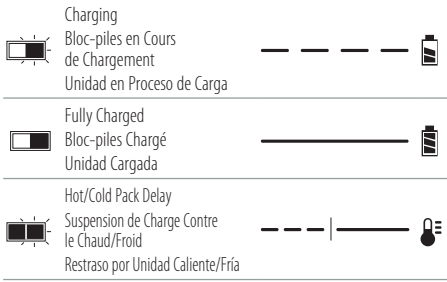 Charging
Bloc-piles en Cours
de Chargement
Unidad en Proceso de Carga
Fully Charged
Bloc-piles Chargé
Unidad Cargada
Hot/Cold Pack Delay
Suspension de Charge Contre
le Chaud/Froid
Restraso por Unidad Caliente/Fría